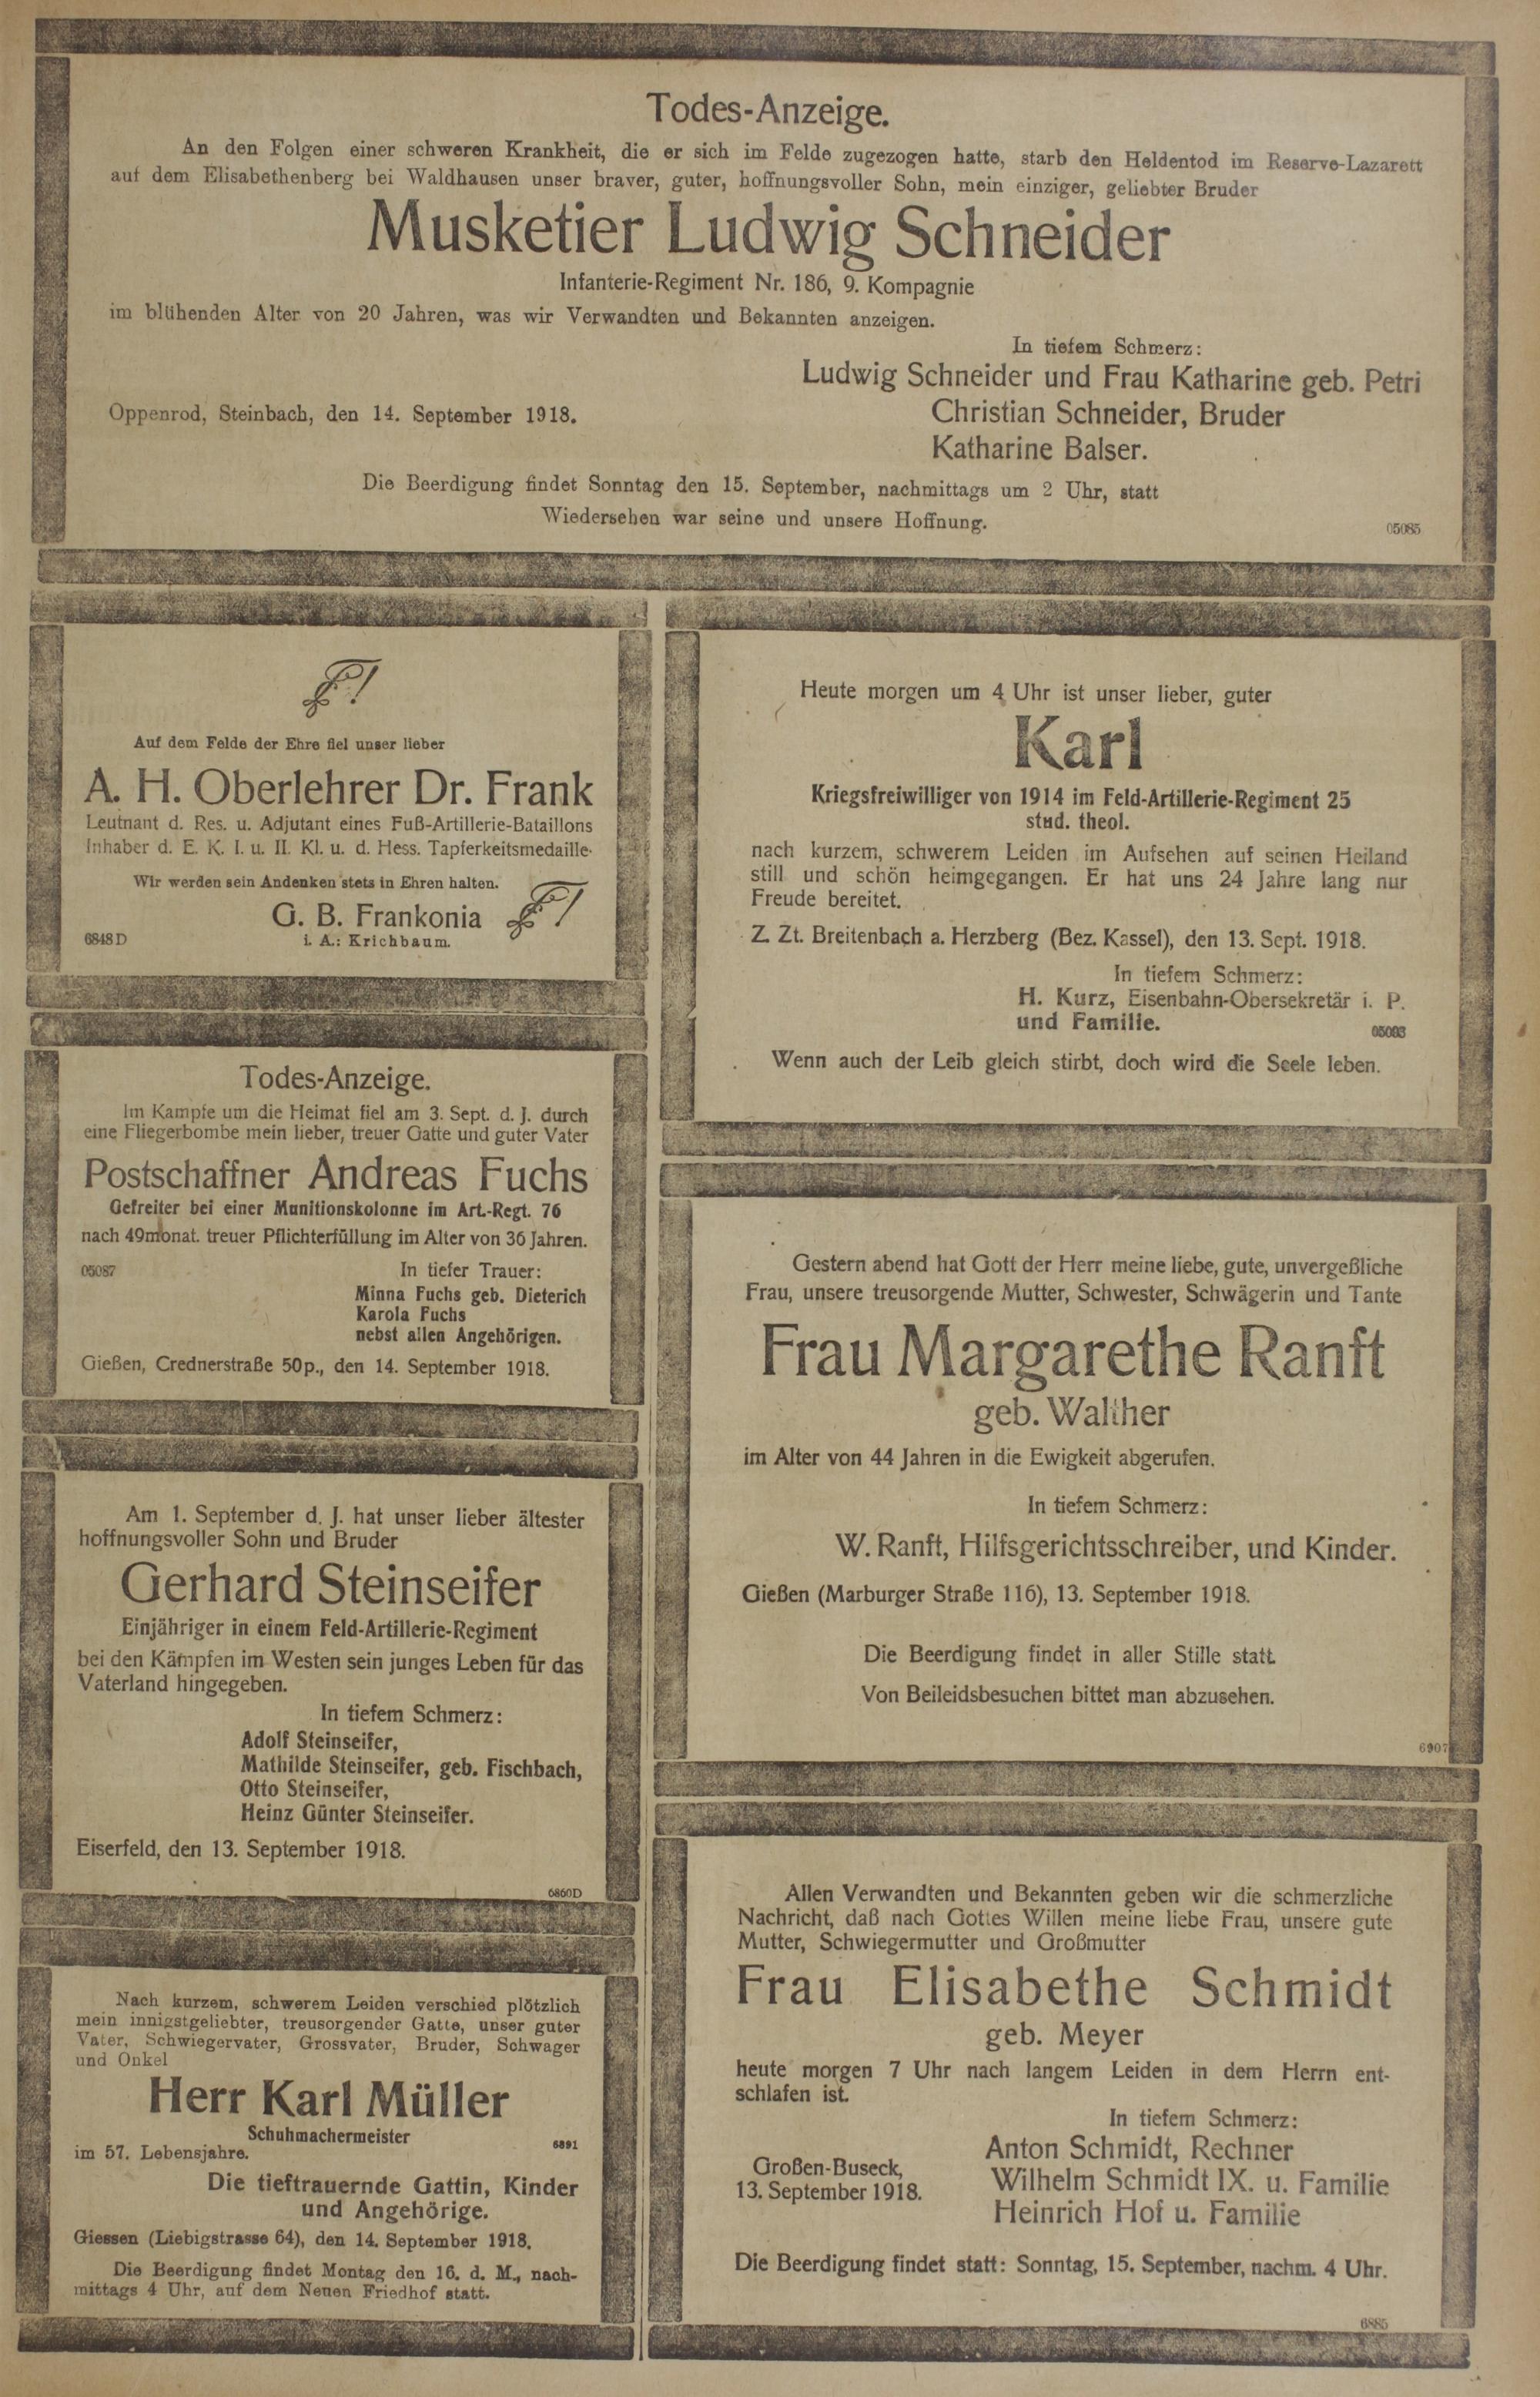 Todes-Anzeige.
An den Folgen einer schweren Krankheit, die er sich im Felde zugezogen hatte, starb den Heldentod im Reserve-Lazarett
auf dem Elisabethenberg bei Waldhausen unser braver, guter, hoffnungsvoller Sohn, mein einziger, geliebter Bruder
Musketier Ludwig Schneider
Infanterie-Regiment Nr. 186, 9. Kompagnie
im blühenden Alter von 20 Jahren, was wir Verwandten und Bekannten anzeigen.
In tiefem Schmerz:
Ludwig Schneider und Frau Katharine geb. Petri
Oppenrod, Steinbach, den 14. September 1918.
Christian Schneider, Bruder
Katharine Balser.
Die Beerdigung findet Sonntag den 15. September, nachmittags um 2 Uhr, statt
Wiedersehen war seine und unsere Hoffnung.
05085
Auf dem Felde der Ehre fiel unser lieber
A. H. Oberlehrer Dr. Frank
Leutnant d. Res. u. Adjutant eines Fuß-Artillerie-Bataillons
Inhaber d. E. K. I. u. II. Kl. u. d. Hess. Tapferkeitsmedaille.
Wir werden sein Andenken stets in Ehren halten.
G. B. Frankonia
6848D
i. A.: Krichbaum.
Todes-Anzeige.
Im Kampfe um die Heimat fiel am 3. Sept. d. J. durch
eine Fliegerbombe mein lieber, treuer Gatte und guter Vater
Postschaffner Andreas Fuchs
Gefreiter bei einer Munitionskolonne im Art.-Regt. 76
nach 49monat. treuer Pflichterfüllung im Alter von 36 Jahren.
05087
In tiefer Trauer:
Minna Fuchs geb. Dieterich
Karola Fuchs
nebst allen Angehörigen.
Gießen, Crednerstraße 50p., den 14. September 1918.
Am 1. September d. J. hat unser lieber ältester
hoffnungsvoller Sohn und Bruder
Gerhard Steinseifer
Einjähriger in einem Feld-Artillerie-Regiment
bei den Kämpfen im Westen sein junges Leben für das
Vaterland hingegeben.
In tiefem Schmerz:
Adolf Steinseifer,
Mathilde Steinseifer, geb. Fischbach,
Otto Steinseifer,
Heinz Günter Steinseifer.
Eiserfeld, den 13. September 1918.
6860D
Nach kurzem, schwerem Leiden verschied plötzlich
mein innigstgeliebter, treusorgender Gatte, unser guter
Vater, Schwiegervater, Grossvater, Bruder, Schwager
und Onkel
Herr Karl Müller
Schuhmachermeister
6891
im 57. Lebensjahre.
Die tieftrauernde Gattin, Kinder
und Angehörige.
Giessen (Liebigstrasse 64), den 14. September 1918.
Die Beerdigung findet Montag den 16. d. M., nach-
mittags 4 Uhr, auf dem Neuen Friedhof statt.
Heute morgen um 4 Uhr ist unser lieber, guter
Karl
Kriegsfreiwilliger von 1914 im Feld-Artillerie-Regiment 25
stud. theol.
nach kurzem, schwerem Leiden im Aufsehen auf seinen Heiland
still und schön heimgegangen. Er hat uns 24 Jahre lang nur
Freude bereitet.
Z. Zt. Breitenbach a. Herzberg (Bez. Kassel), den 13. Sept. 1918.
In tiefem Schmerz:
H. Kurz, Eisenbahn-Obersekretär i. P.
und Familie.
Wenn auch der Leib gleich stirbt, doch wird die Seele leben.
Gestern abend hat Gott der Herr meine liebe, gute, unvergeßliche
Frau, unsere treusorgende Mutter, Schwester, Schwägerin und Tante
Frau Margarethe Ranft
geb. Walther
im Alter von 44 Jahren in die Ewigkeit abgerufen.
In tiefem Schmerz:
W. Ranft, Hilfsgerichtsschreiber, und Kinder.
Gießen (Marburger Straße 116), 13. September 1918.
Die Beerdigung findet in aller Stille statt.
Von Beileidsbesuchen bittet man abzusehen.
6907
Allen Verwandten und Bekannten geben wir die schmerzliche
Nachricht, daß nach Gottes Willen meine liebe Frau, unsere gute
Mutter, Schwiegermutter und Großmutter
Frau Elisabethe Schmidt
geb. Meyer
heute morgen 7 Uhr nach langem Leiden in dem Herrn ent-
schlafen ist.
In tiefem Schmerz:
Anton Schmidt, Rechner
Großen-Buseck,
Wilhelm Schmidt IX. u. Familie
13. September 1918.
Heinrich Hof u. Familie
Die Beerdigung findet statt: Sonntag, 15. September, nachm. 4 Uhr.
6885